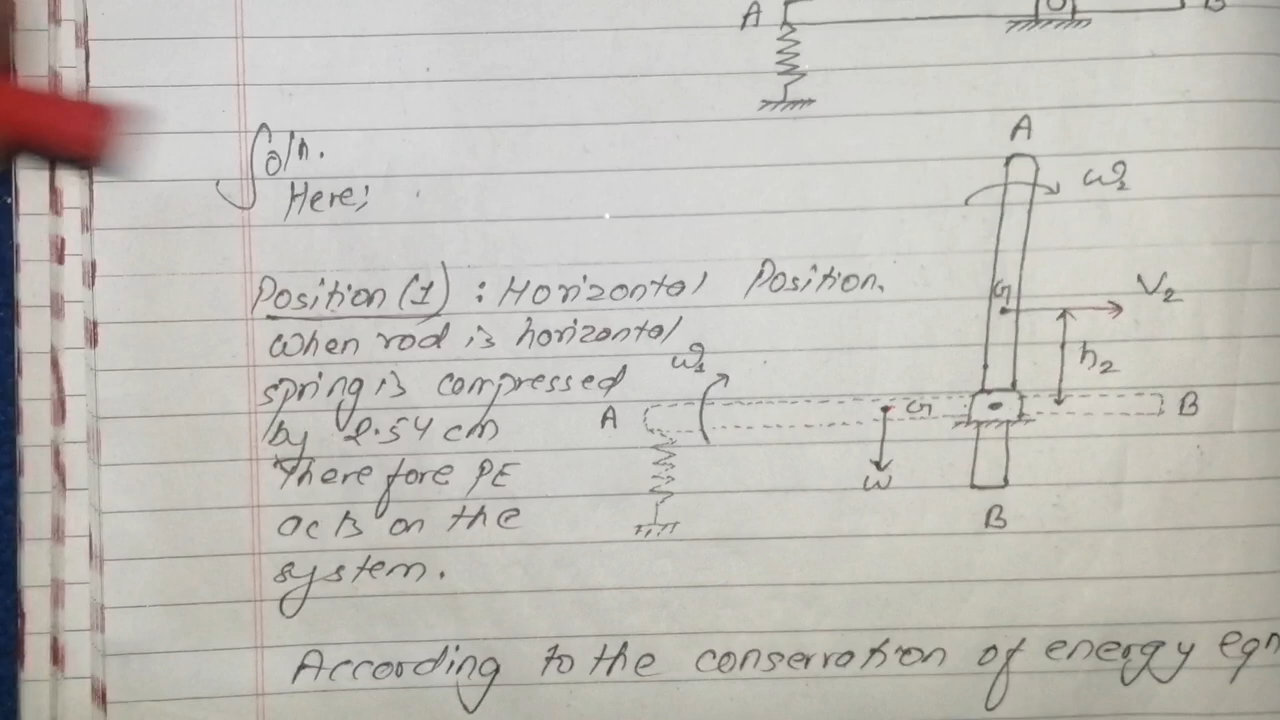 A B
Soln.
Here;
A
ω₂
Position (1) : Horizontal Position.
G V₂
When rod is horizontal
ω₁ h₂
spring is compressed
A G B
by 2.54 cm
Therefore PE
W
acts on the
B
system.
According to the conservation of energy eqn